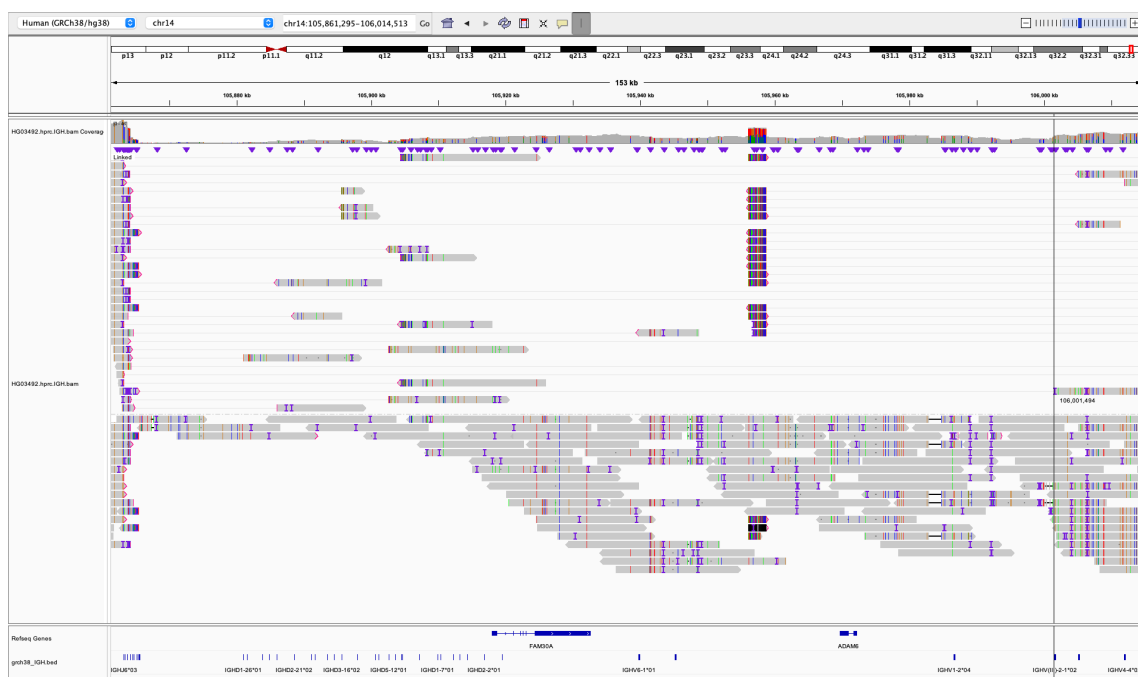 Human (GRCh38/hg38) chr14 chr14:105,861,295-106,014,513 Go
p13 p12 p11.2 p11.1 q11.2 q12 q13.1 q13.3 q21.1 q21.2 q21.3 q22.1 q22.3 q23.1 q23.2 q23.3 q24.1 q24.2 q24.3 q31.1 q31.3 q32.11 q32.2 q32.31 q32.33
153 kb
105,880 kb 105,900 kb 105,920 kb 105,940 kb 105,960 kb 105,980 kb 106,000 kb
HG03492.hprc.IGH.bam Coverag
Linked
HG03492.hprc.IGH.bam
106,001,494
Refseq Genes
FAM30A ADAM6
grch38_IGH.bed
IGHJ6*03 IGHD1-26*01 IGHD2-21*02 IGHD3-16*02 IGHD5-12*01 IGHD1-7*01 IGHD2-2*01 IGHV6-1*01 IGHV1-2*04 IGHV(III)-2-1*02 IGHV4-4*0